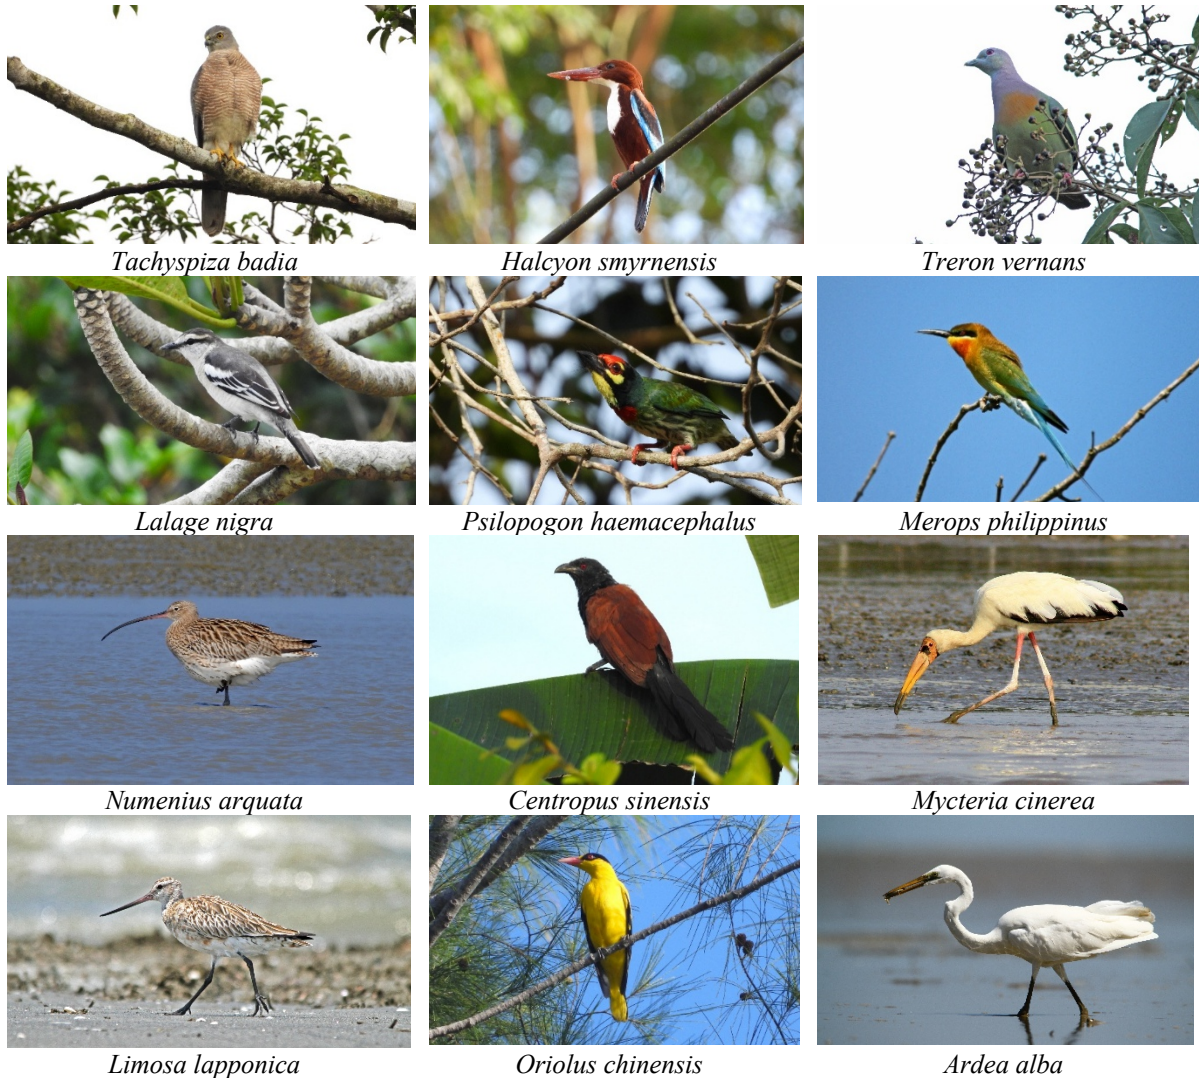 Tachyspiza badia
Halcyon smyrnensis
Treron vernans
Lalage nigra
Psilopogon haemacephalus
Merops philippinus
Numenius arquata
Centropus sinensis
Mycteria cinerea
Limosa lapponica
Oriolus chinensis
Ardea alba